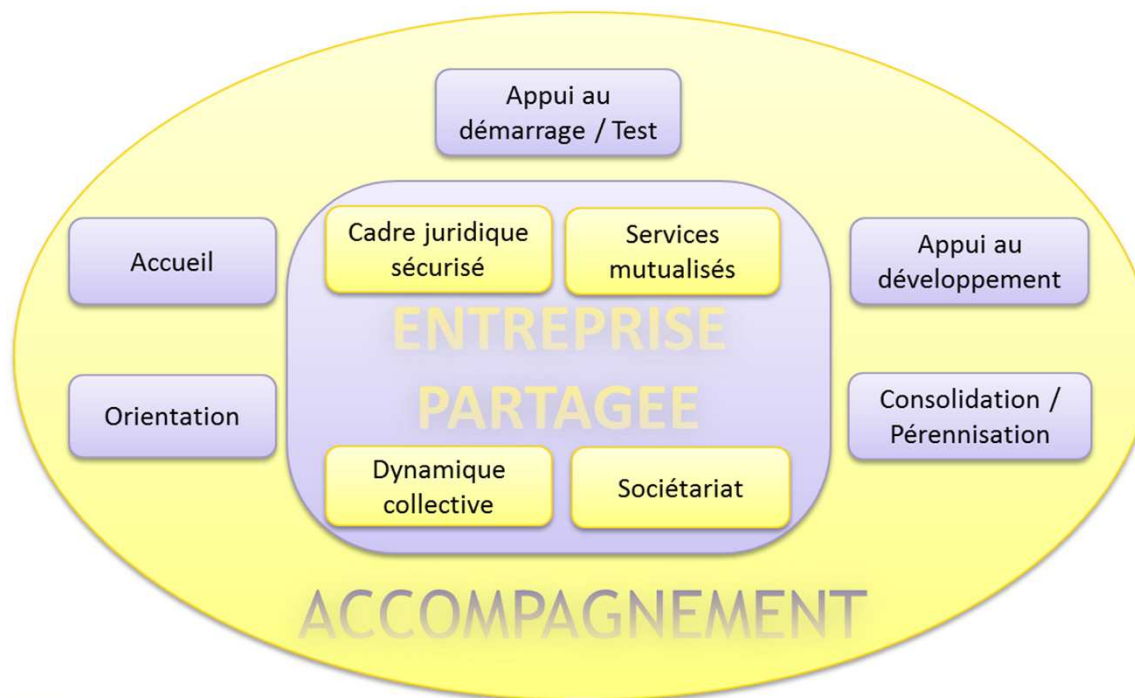 Appui au
démarrage / Test
Accueil
Orientation
Cadre juridique
sécurisé
Services
mutualisés
ENTREPRISE
PARTAGEE
Dynamique
collective
Sociétariat
Appui au
développement
Consolidation /
Pérennisation
ACCOMPAGNEMENT